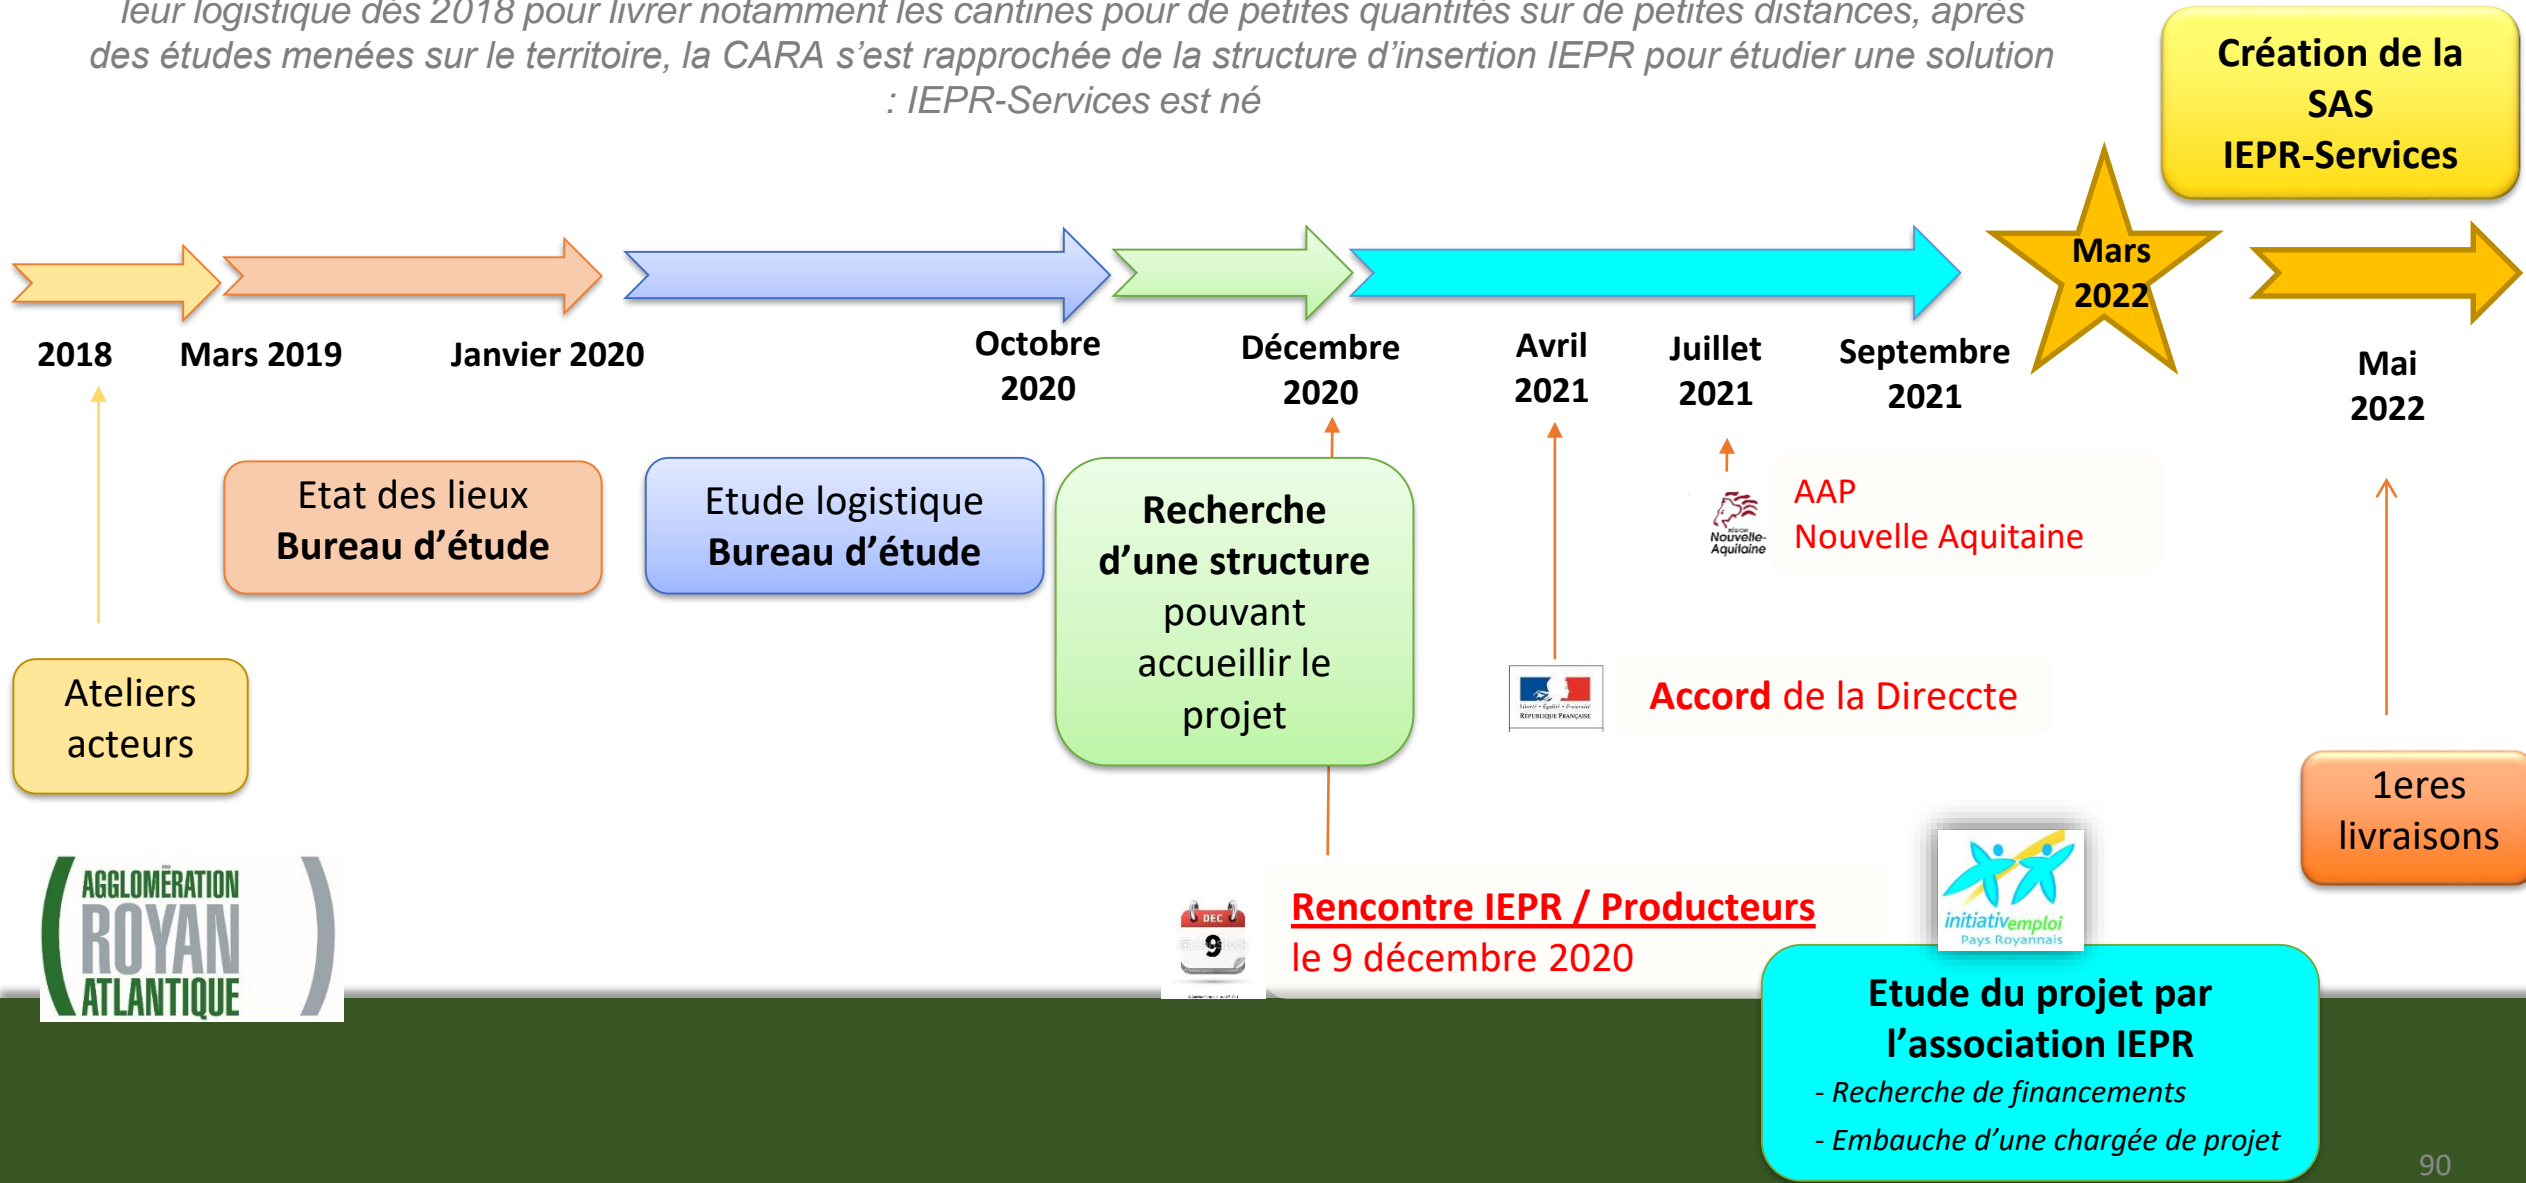 leur logistique dès 2018 pour livrer notamment les cantines pour de petites quantités sur de petites distances, après
des études menées sur le territoire, la CARA s’est rapprochée de la structure d’insertion IEPR pour étudier une solution
: IEPR-Services est né
Création de la
SAS
IEPR-Services
Mars
2022
2018
Mars 2019
Janvier 2020
Octobre
2020
Décembre
2020
Avril
2021
Juillet
2021
Septembre
2021
Mai
2022
Etat des lieux
Bureau d’étude
Etude logistique
Bureau d’étude
Recherche
d’une structure
pouvant
accueillir le
projet
Nouvelle-
Aquitaine
AAP
Nouvelle Aquitaine
Ateliers
acteurs
Liberté • Égalité • Fraternité
RÉPUBLIQUE FRANÇAISE
Accord de la Direccte
1eres
livraisons
AGGLOMÉRATION
ROYAN
ATLANTIQUE
DEC
9
Rencontre IEPR / Producteurs
le 9 décembre 2020
initiativemploi
Pays Royannais
Etude du projet par
l’association IEPR
- Recherche de financements
- Embauche d’une chargée de projet
90